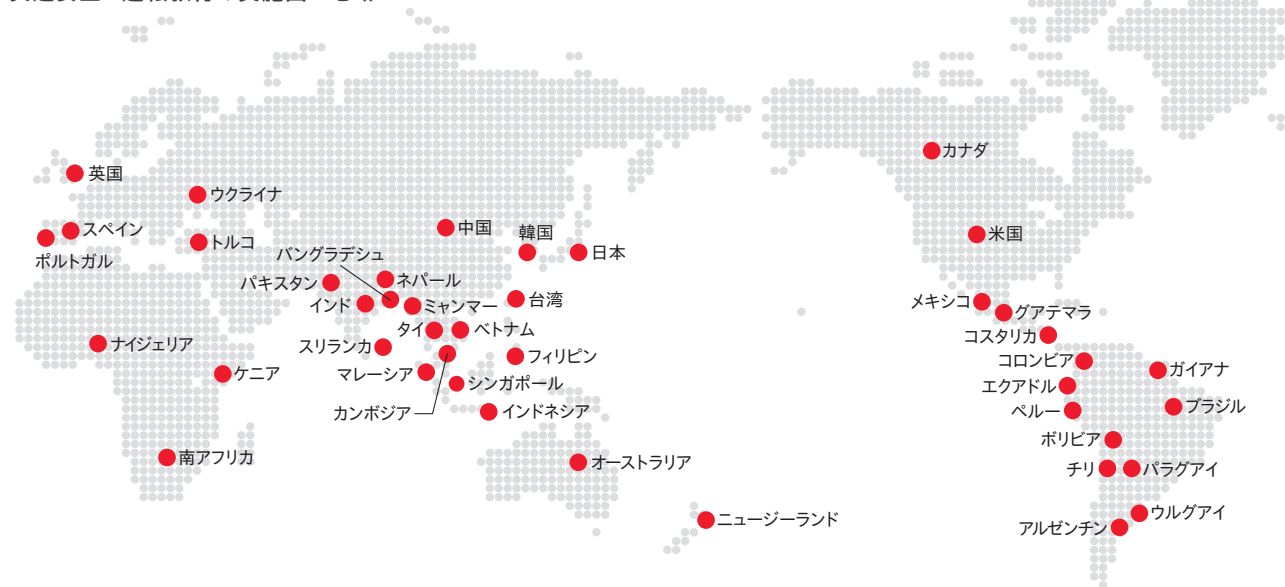 英国
ウクライナ
スペイン
ポルトガル
トルコ
中国
韓国
日本
バングラデシュ
パキスタン
ネパール
インド
ミャンマー
台湾
タイ
ベトナム
スリランカ
フィリピン
マレーシア
シンガポール
カンボジア
インドネシア
ナイジェリア
ケニア
南アフリカ
オーストラリア
ニュージーランド
カナダ
米国
メキシコ
グアテマラ
コスタリカ
コロンビア
ガイアナ
エクアドル
ブラジル
ペルー
ボリビア
チリ
パラグアイ
ウルグアイ
アルゼンチン